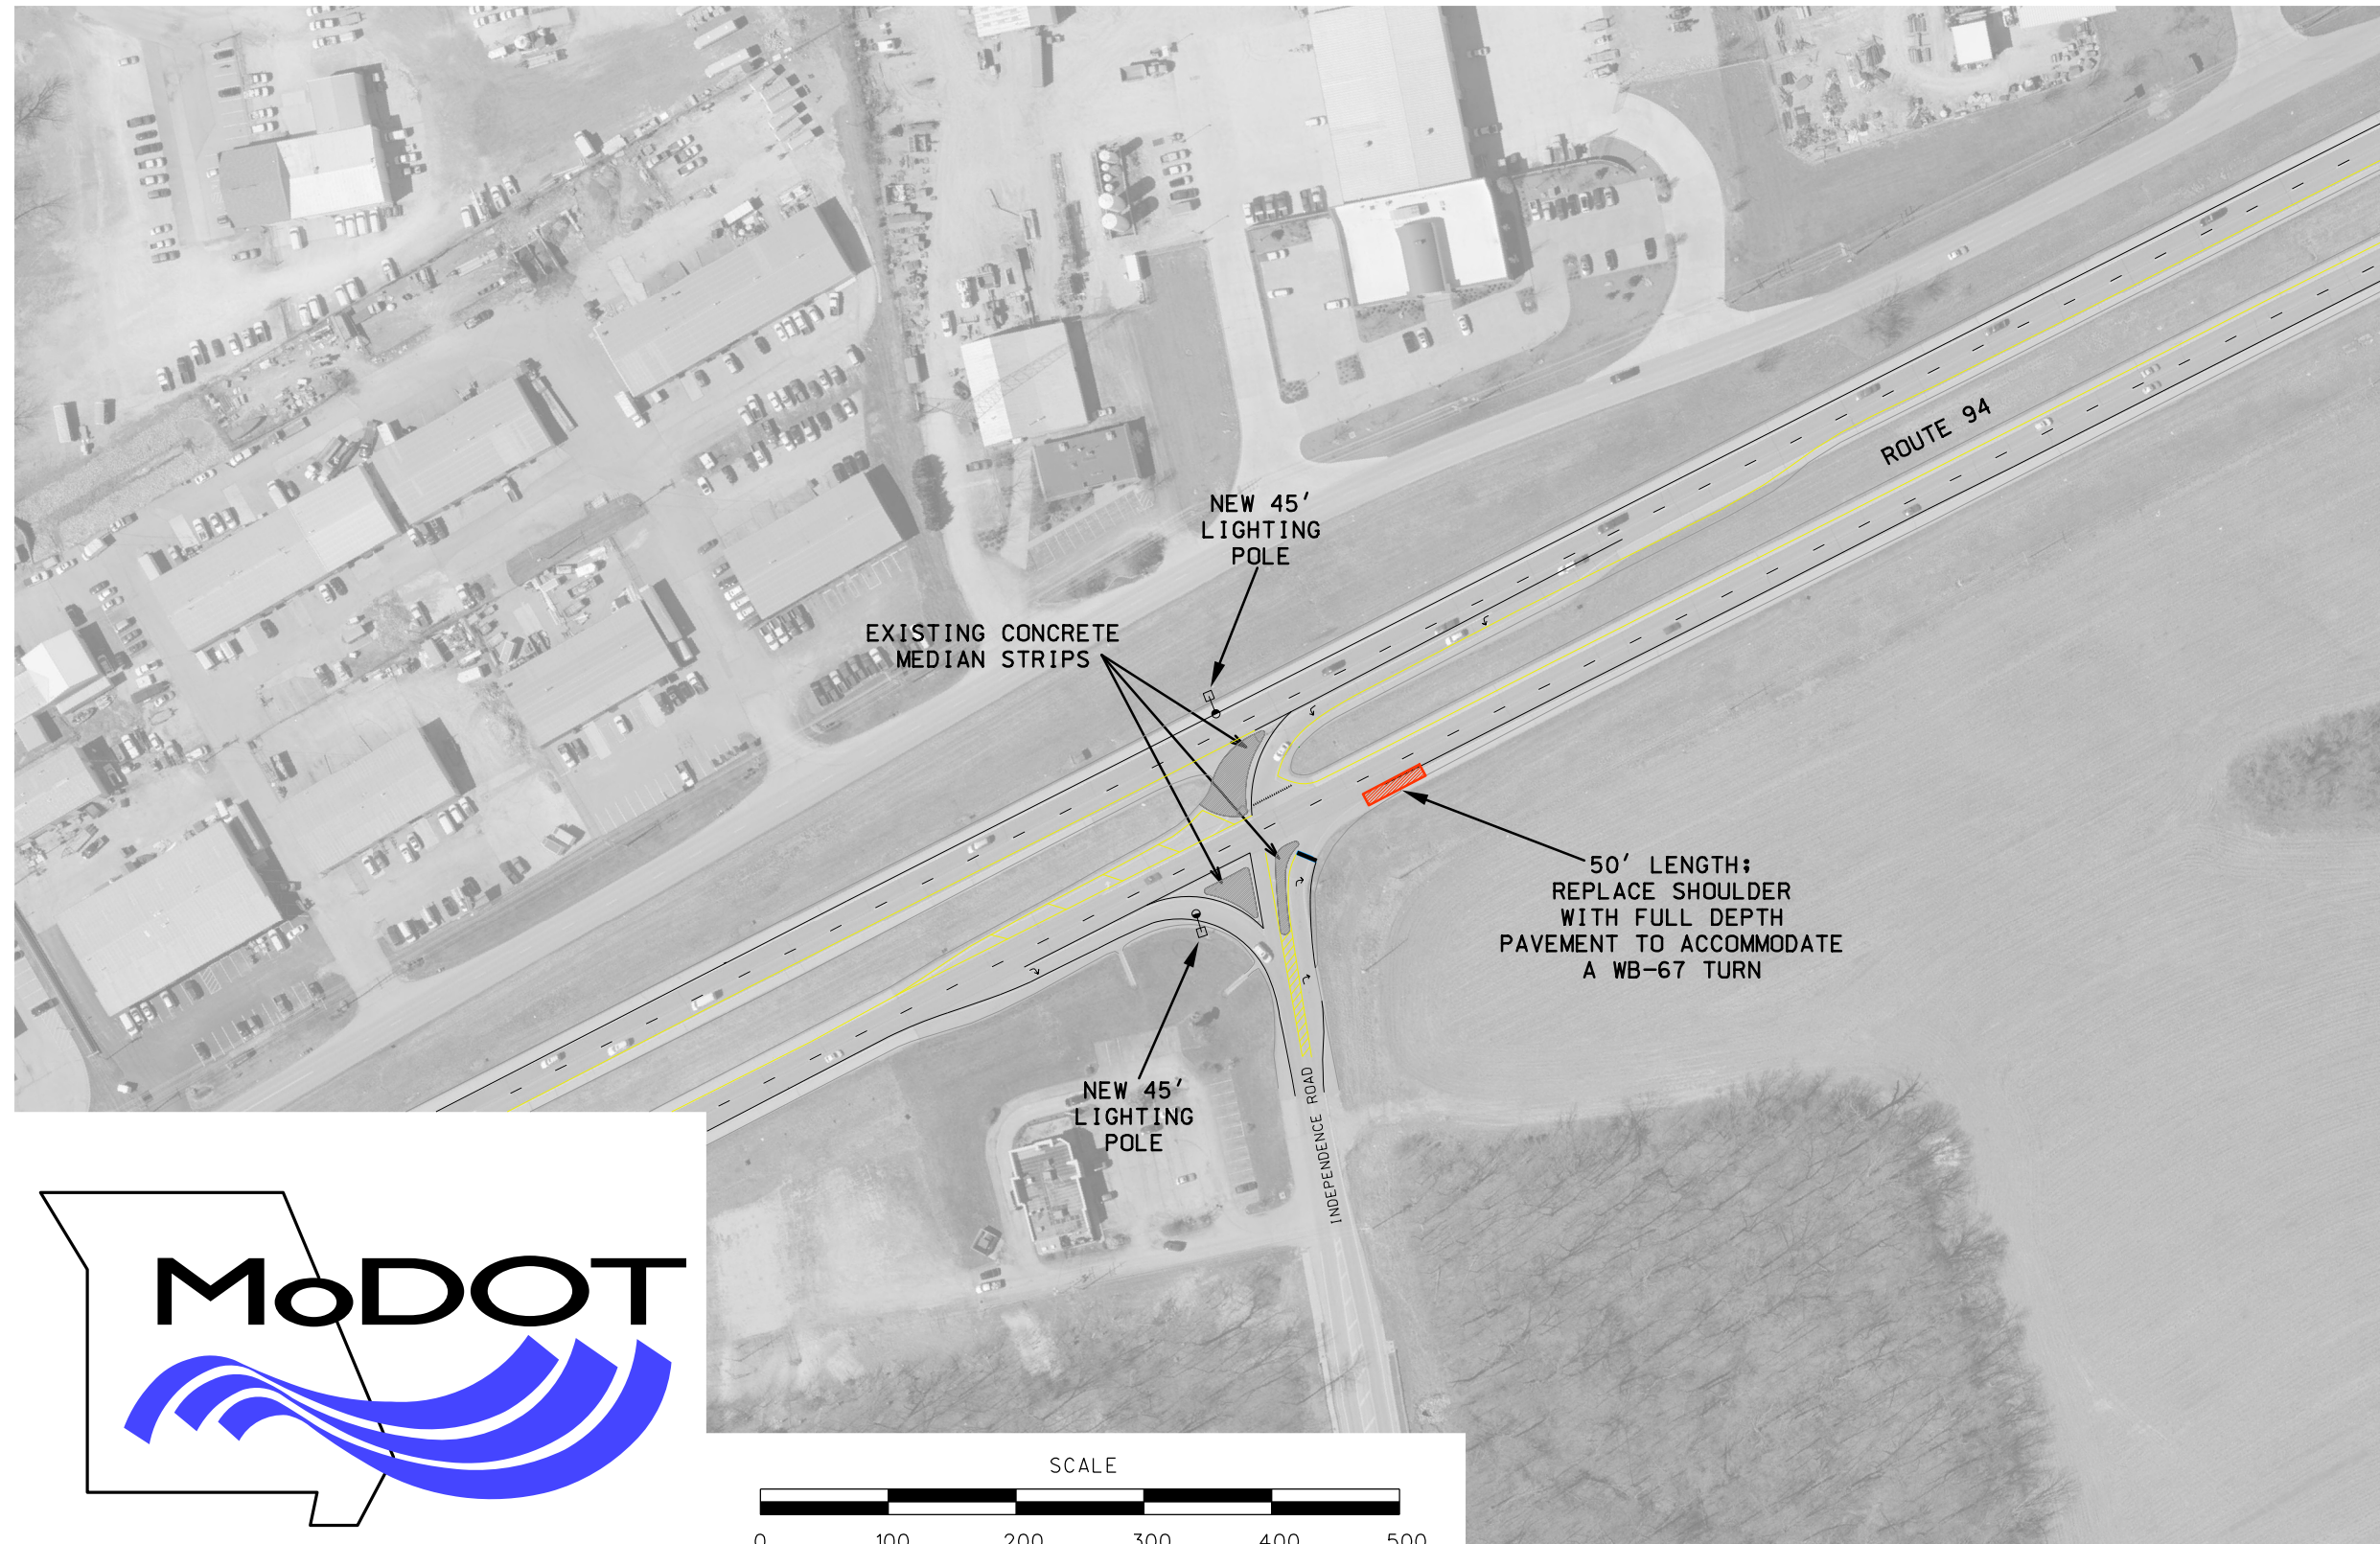 ROUTE 94
NEW 45'
LIGHTING
POLE
EXISTING CONCRETE
MEDIAN STRIPS
50' LENGTH;
REPLACE SHOULDER
WITH FULL DEPTH
PAVEMENT TO ACCOMMODATE
A WB-67 TURN
NEW 45'
LIGHTING
POLE
INDEPENDENCE ROAD
MoDOT
SCALE
0 100 200 300 400 500